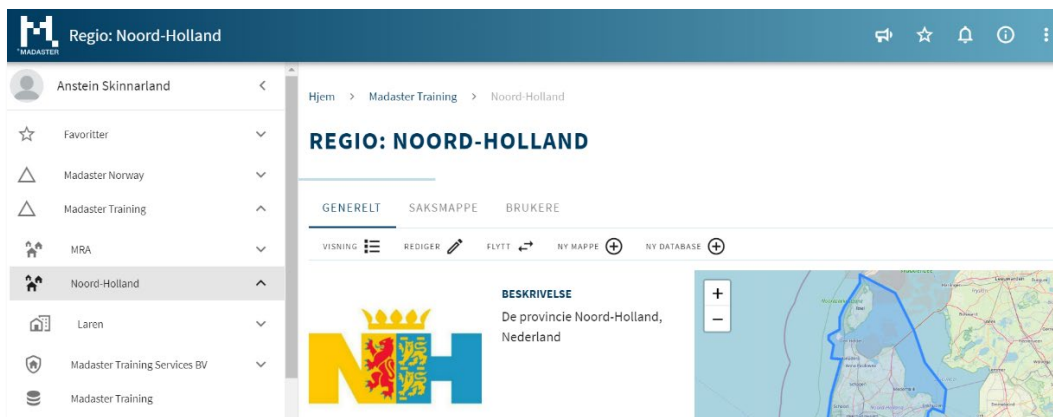 MADASTER
Regio: Noord-Holland
Anstein Skinnarland
Favoritter
Madaster Norway
Madaster Training
MRA
Noord-Holland
Laren
Madaster Training Services BV
Madaster Training
Hjem > Madaster Training > Noord-Holland
REGIO: NOORD-HOLLAND
GENERELT SAKSMAPPE BRUKERE
VISNING REDIGER FLYTT NY MAPPE NY DATABASE
NH
BESKRIVELSE
De provincie Noord-Holland,
Nederland
+
−